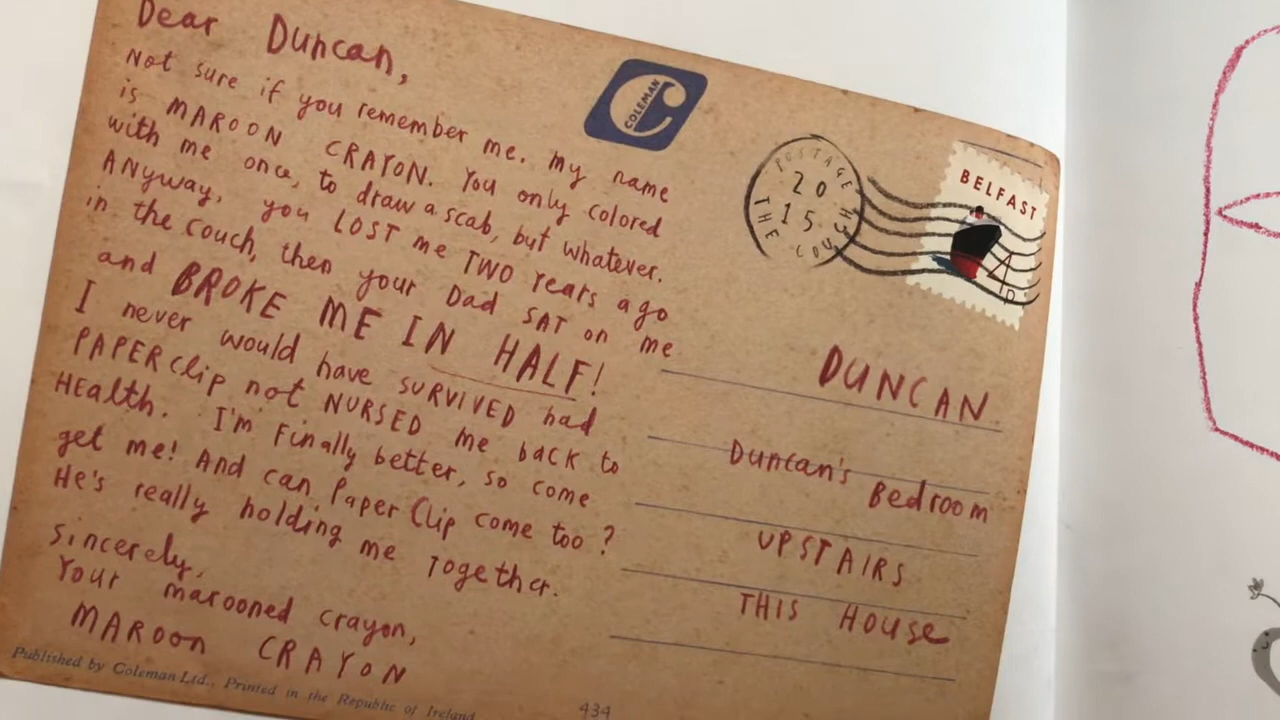 Dear Duncan,
Not sure if you remember me. My name
is MAROON CRAYON. You only colored
with me once, to draw a scab, but whatever.
ANyway, you LOST me TWO Years ago
in the couch, then your Dad SAT on me
and BROKE ME IN HALF!
I never would have SURVIVED had
PAPERclip not NURSED me back to
HEalth. I'm Finally better, so come
get me! And can Paper Clip come too?
He's really holding me Together.
Sincerely,
Your marooned crayon,
MAROON CRAYON
Published by Coleman Ltd., Printed in the Republic of Ireland
434
COLEMAN
POSTAGE
20
15
THE COU
BELFAST
DUNCAN
Duncan's Bedroom
UPSTAIRS
THIS House